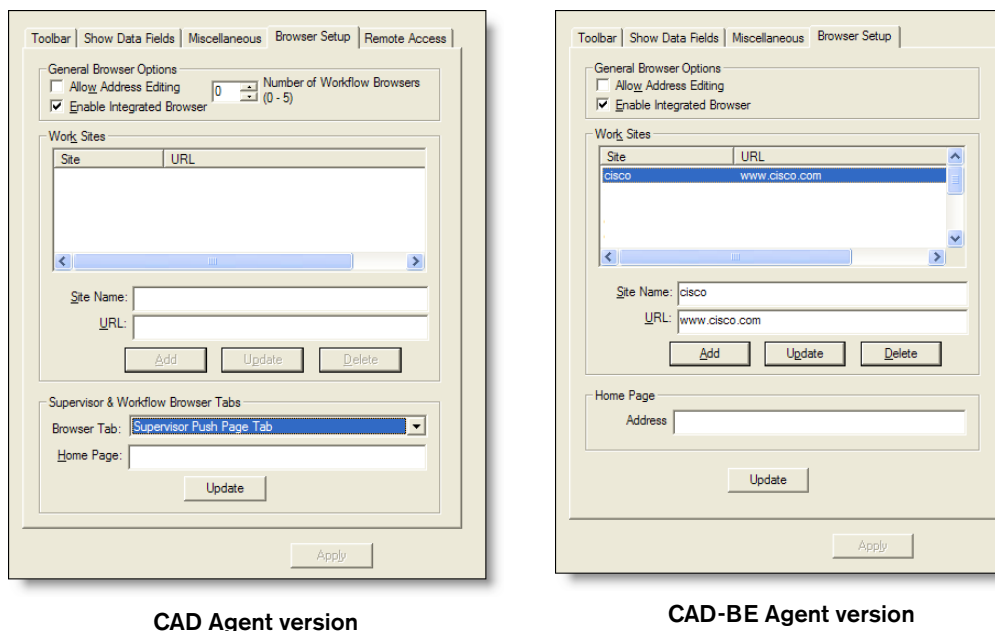 Toolbar Show Data Fields Miscellaneous Browser Setup Remote Access
General Browser Options
Allow Address Editing
0 Number of Workflow Browsers
(0 - 5)
Enable Integrated Browser
Work Sites
Site URL
Site Name:
URL:
Add Update Delete
Supervisor & Workflow Browser Tabs
Browser Tab: Supervisor Push Page Tab
Home Page:
Update
Apply
CAD Agent version
Toolbar Show Data Fields Miscellaneous Browser Setup
General Browser Options
Allow Address Editing
Enable Integrated Browser
Work Sites
Site URL
cisco www.cisco.com
Site Name: cisco
URL: www.cisco.com
Add Update Delete
Home Page
Address
Update
Apply
CAD-BE Agent version